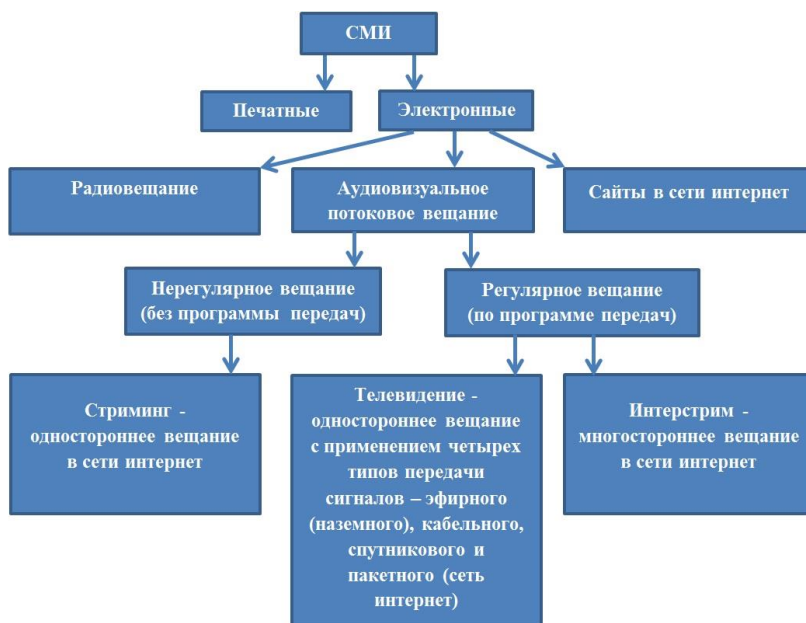 СМИ
Печатные
Электронные
Радиовещание
Аудиовизуальное
потоковое вещание
Сайты в сети интернет
Нерегулярное вещание
(без программы передач)
Регулярное вещание
(по программе передач)
Стриминг -
одностороннее вещание
в сети интернет
Телевидение -
одностороннее вещание
с применением четырех
типов передачи
сигналов – эфирного
(наземного), кабельного,
спутникового и
пакетного (сеть
интернет)
Интерстрим -
многостороннее вещание
в сети интернет